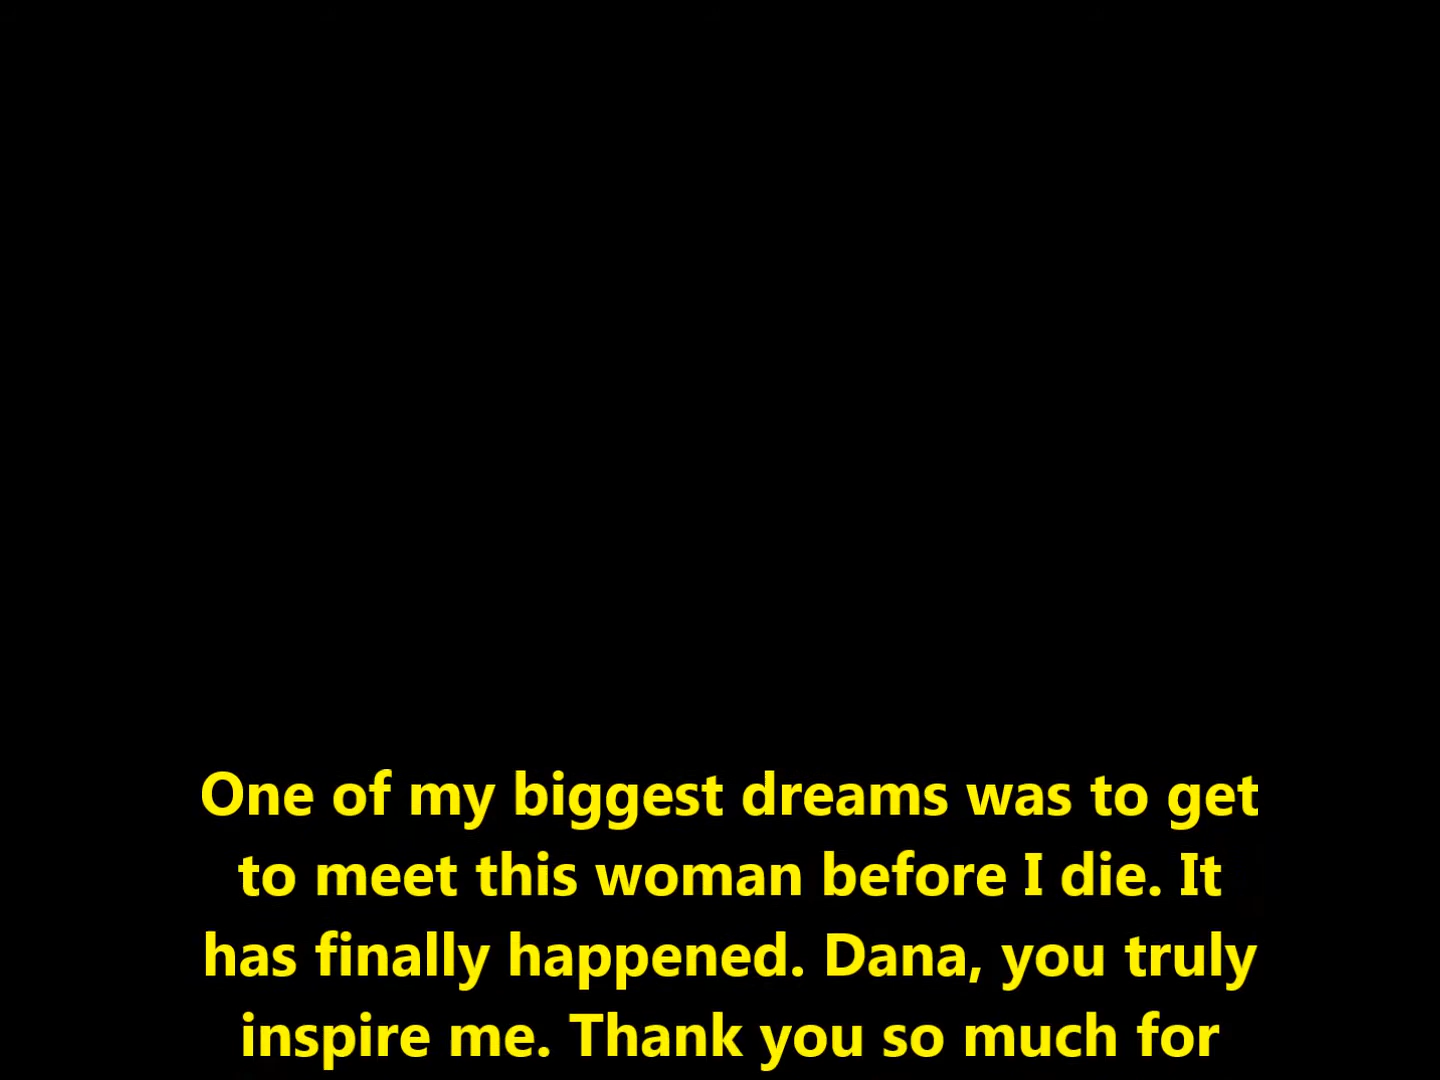 One of my biggest dreams was to get
to meet this woman before I die. It
has finally happened. Dana, you truly
inspire me. Thank you so much for